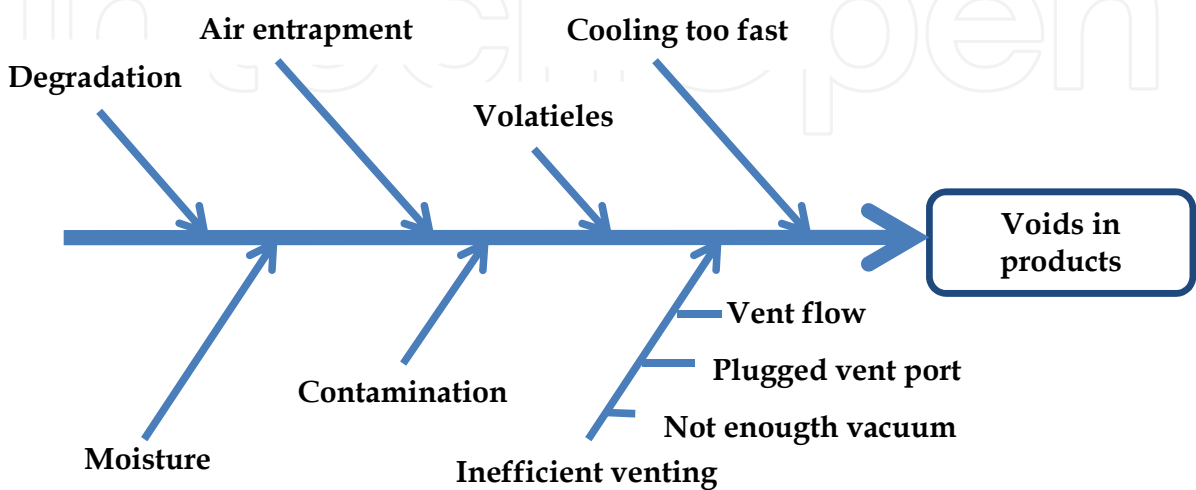 Air entrapment
Cooling too fast
Degradation
Volatieles
Voids in
products
Vent flow
Plugged vent port
Contamination
Not enougth vacuum
Moisture
Inefficient venting